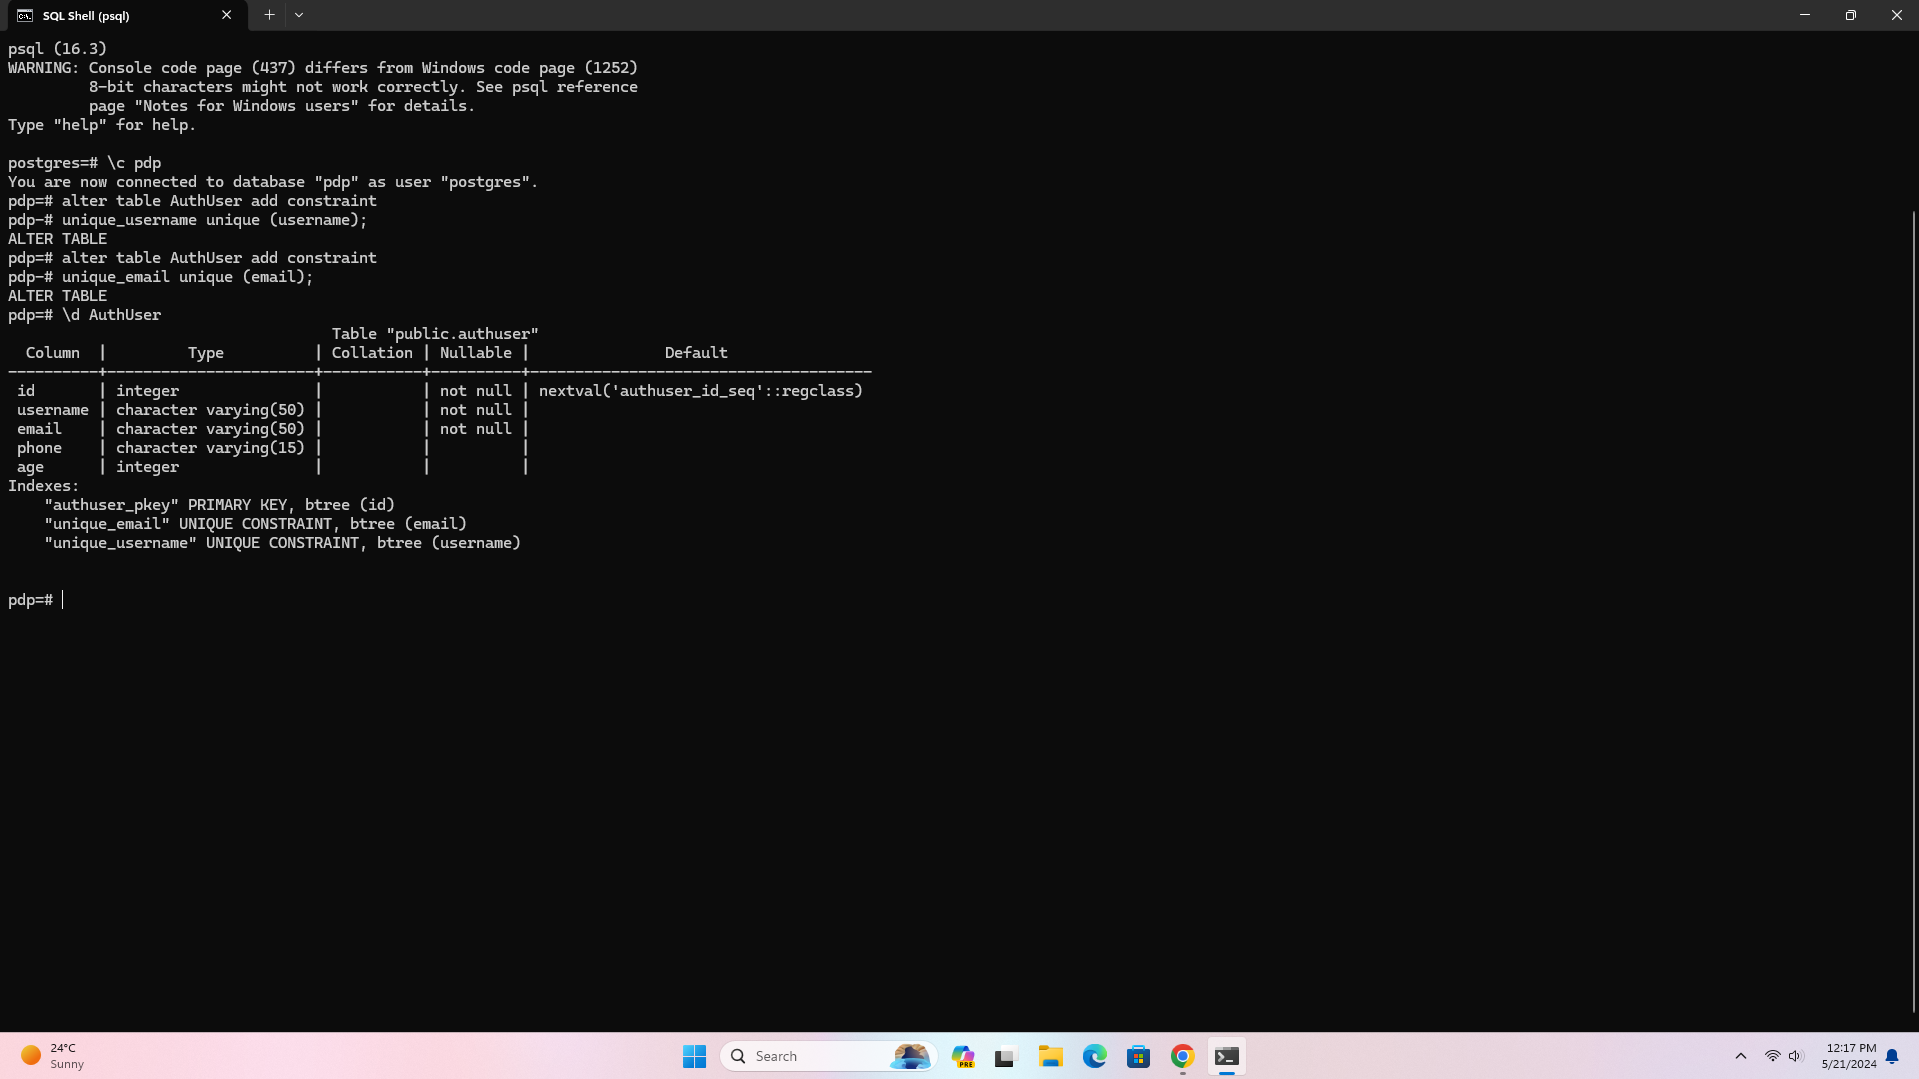 SQL Shell (psql)
psql (16.3)
WARNING: Console code page (437) differs from Windows code page (1252)
         8-bit characters might not work correctly. See psql reference
         page "Notes for Windows users" for details.
Type "help" for help.

postgres=# \c pdp
You are now connected to database "pdp" as user "postgres".
pdp=# alter table AuthUser add constraint
pdp-# unique_username unique (username);
ALTER TABLE
pdp=# alter table AuthUser add constraint
pdp-# unique_email unique (email);
ALTER TABLE
pdp=# \d AuthUser
                                    Table "public.authuser"
  Column  |         Type          | Collation | Nullable |               Default
----------+-----------------------+-----------+----------+--------------------------------------
 id       | integer               |           | not null | nextval('authuser_id_seq'::regclass)
 username | character varying(50) |           | not null |
 email    | character varying(50) |           | not null |
 phone    | character varying(15) |           |          |
 age      | integer               |           |          |
Indexes:
    "authuser_pkey" PRIMARY KEY, btree (id)
    "unique_email" UNIQUE CONSTRAINT, btree (email)
    "unique_username" UNIQUE CONSTRAINT, btree (username)

pdp=#
24°C
Sunny
Search
PRE
12:17 PM
5/21/2024